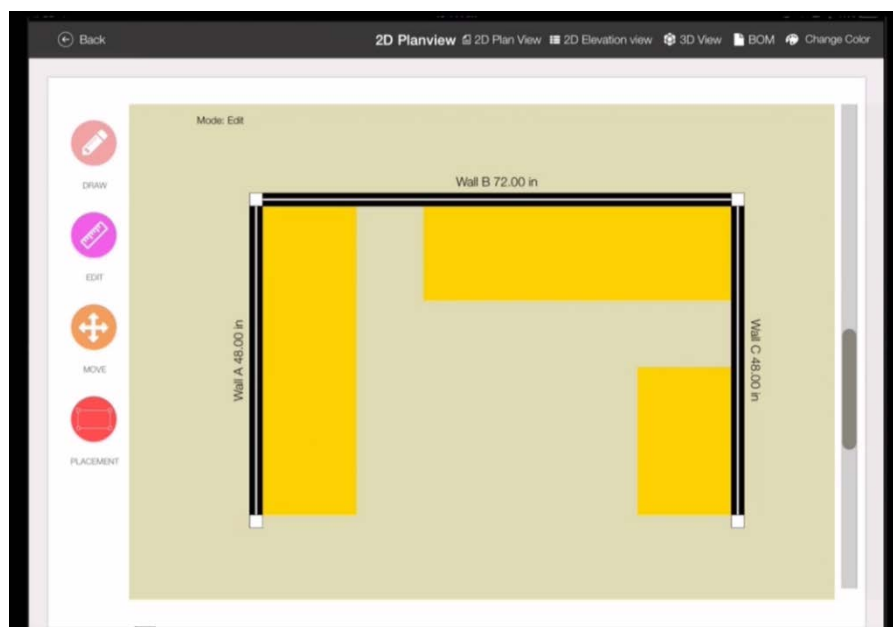 Back
2D Planview 2D Plan View 2D Elevation view 3D View BOM Change Color
Mode: Edit
DRAW
EDIT
MOVE
PLACEMENT
Wall B 72.00 in
Wall A 48.00 in
Wall C 48.00 in